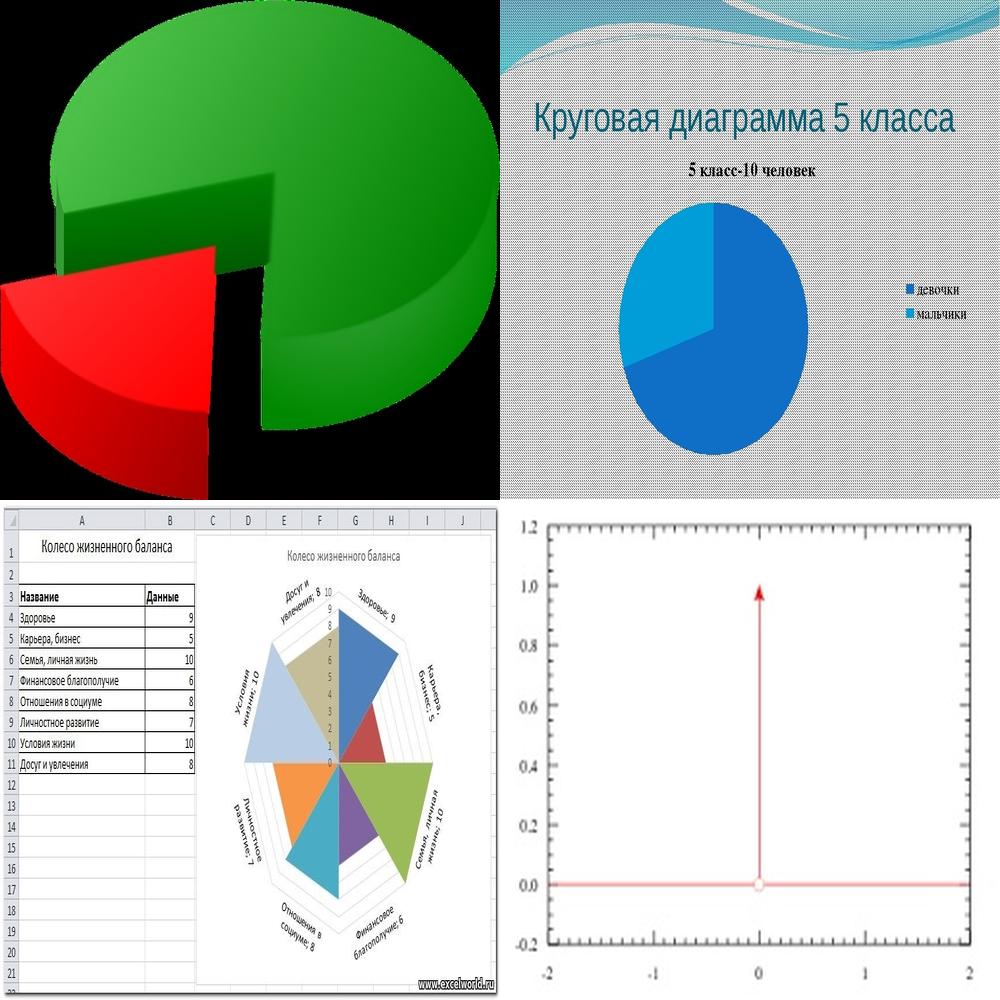 Круговая диаграмма 5 класса
5 класс-10 человек
девочки
мальчики
A B C D E F G H I J
1 Колесо жизненного баланса
2
3 Название Данные
4 Здоровье 9
5 Карьера, бизнес 5
6 Семья, личная жизнь 10
7 Финансовое благополучие 6
8 Отношения в социуме 8
9 Личностное развитие 7
10 Условия жизни 10
11 Досуг и увлечения 8
12
13
14
15
16
17
18
19
20
21
Колесо жизненного баланса
Досуг и
увлечения; 8
Здоровье; 9
Карьера,
бизнес; 5
Семья, личная
жизнь; 10
Финансовое
благополучие; 6
Отношения в
социуме; 8
Личностное
развитие; 7
Условия
жизни; 10
10
9
8
7
6
5
4
3
2
1
0
www.excelworld.ru
1.2
1.0
0.8
0.6
0.4
0.2
0.0
-0.2
-2 -1 0 1 2